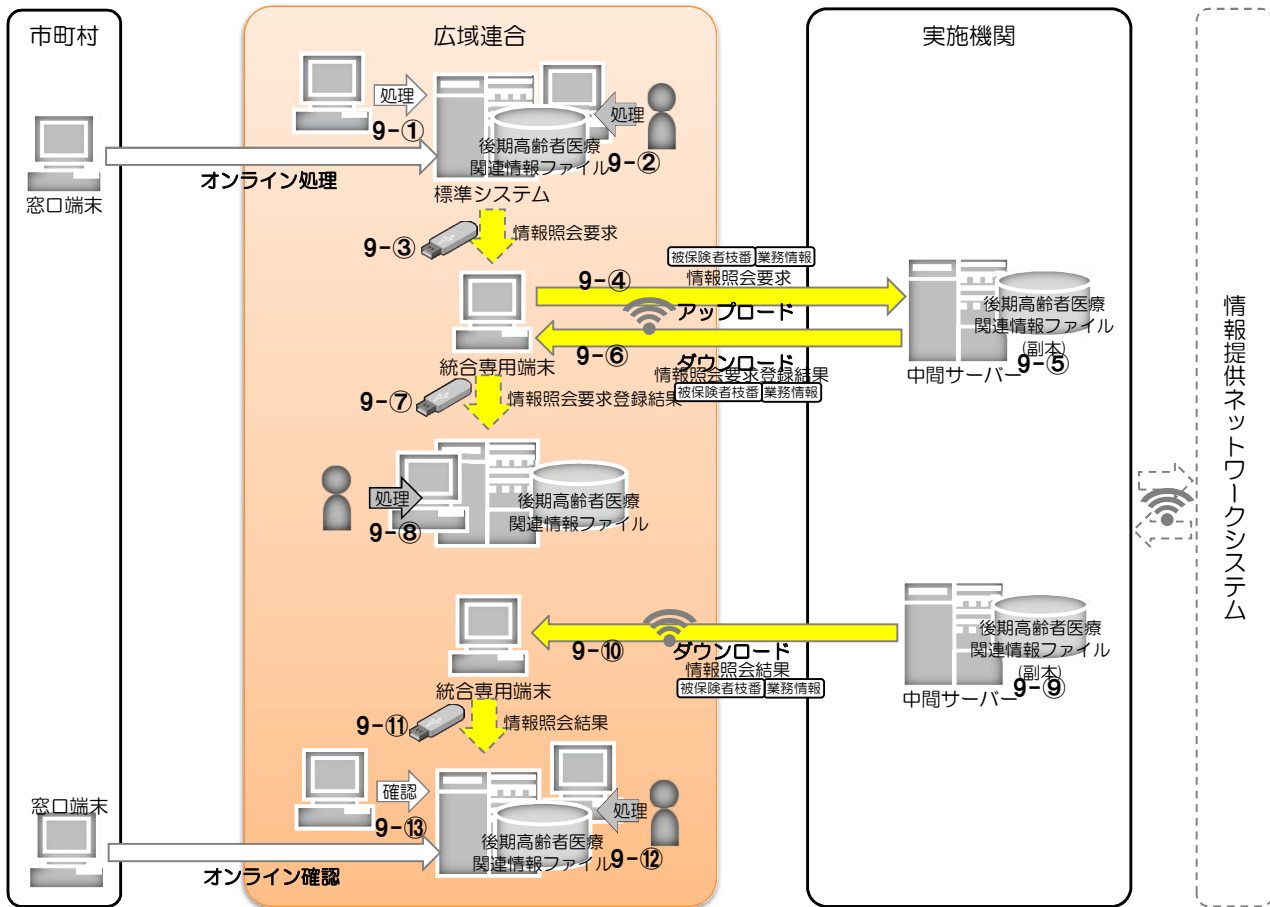 市町村
広域連合
実施機関
処理
9-①
処理
後期高齢者医療
関連情報ファイル
9-②
オンライン処理
標準システム
窓口端末
9-③
情報照会要求
被保険者枝番
業務情報
9-④
情報照会要求
アップロード
後期高齢者医療
関連情報ファイル
(副本)
9-⑤
中間サーバー
9-⑥
ダウンロード
情報照会要求登録結果
被保険者枝番
業務情報
統合専用端末
9-⑦
情報照会要求登録結果
処理
9-⑧
後期高齢者医療
関連情報ファイル
情報提供ネットワークシステム
後期高齢者医療
関連情報ファイル
(副本)
9-⑨
中間サーバー
9-⑩
ダウンロード
情報照会結果
被保険者枝番
業務情報
統合専用端末
9-⑪
情報照会結果
確認
9-⑬
処理
後期高齢者医療
関連情報ファイル
9-⑫
窓口端末
オンライン確認